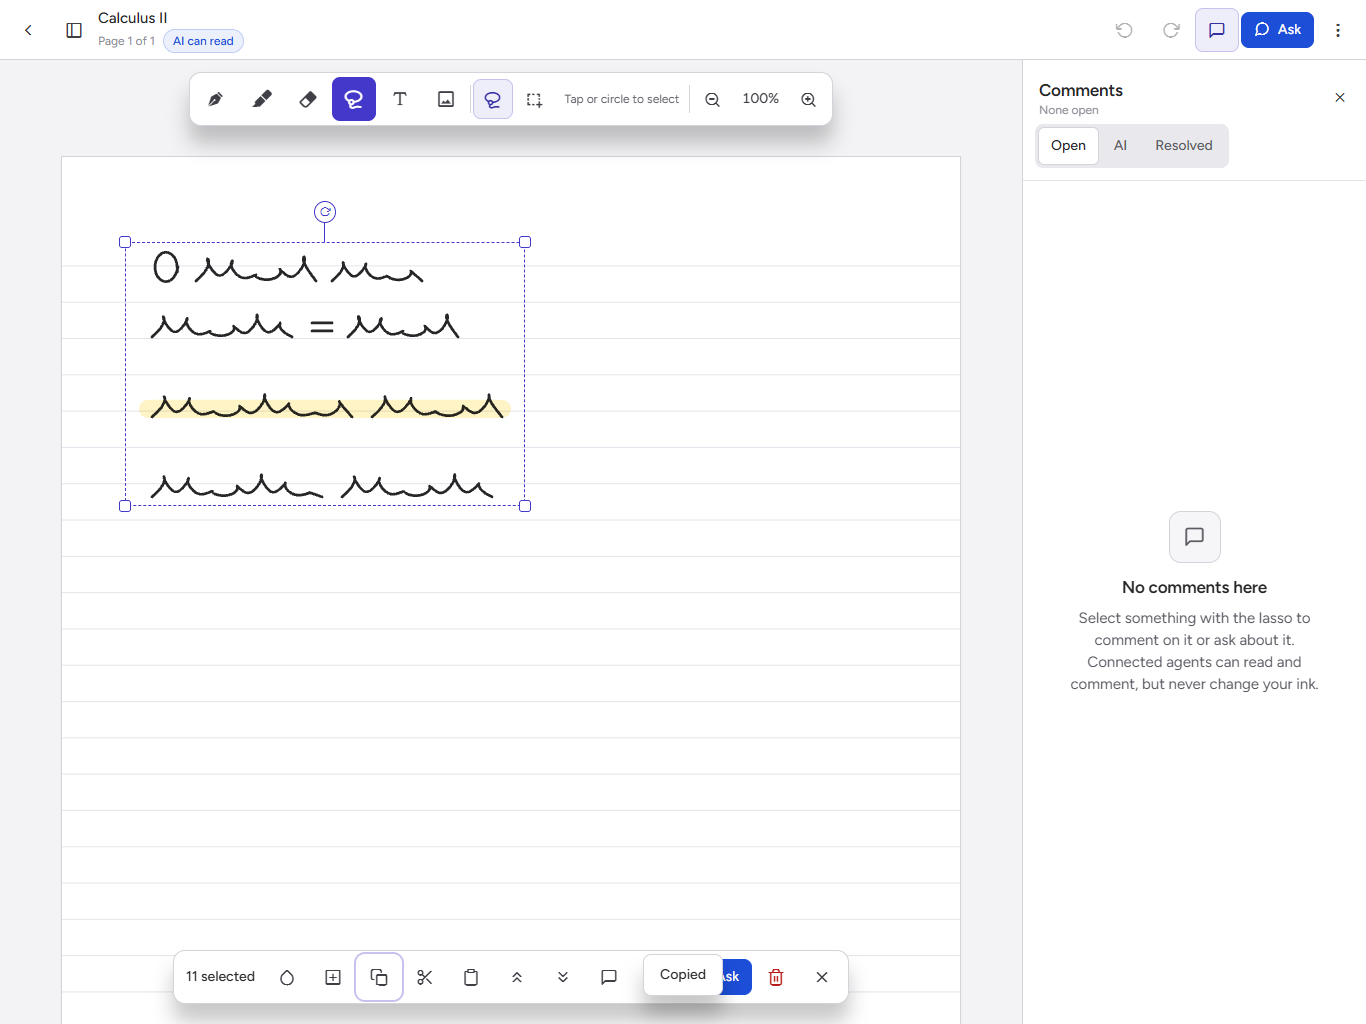 Calculus II
Page 1 of 1 AI can read
Ask
Tap or circle to select 100%
Comments
None open
Open AI Resolved
0
=
No comments here
Select something with the lasso to
comment on it or ask about it.
Connected agents can read and
comment, but never change your ink.
11 selected Copied